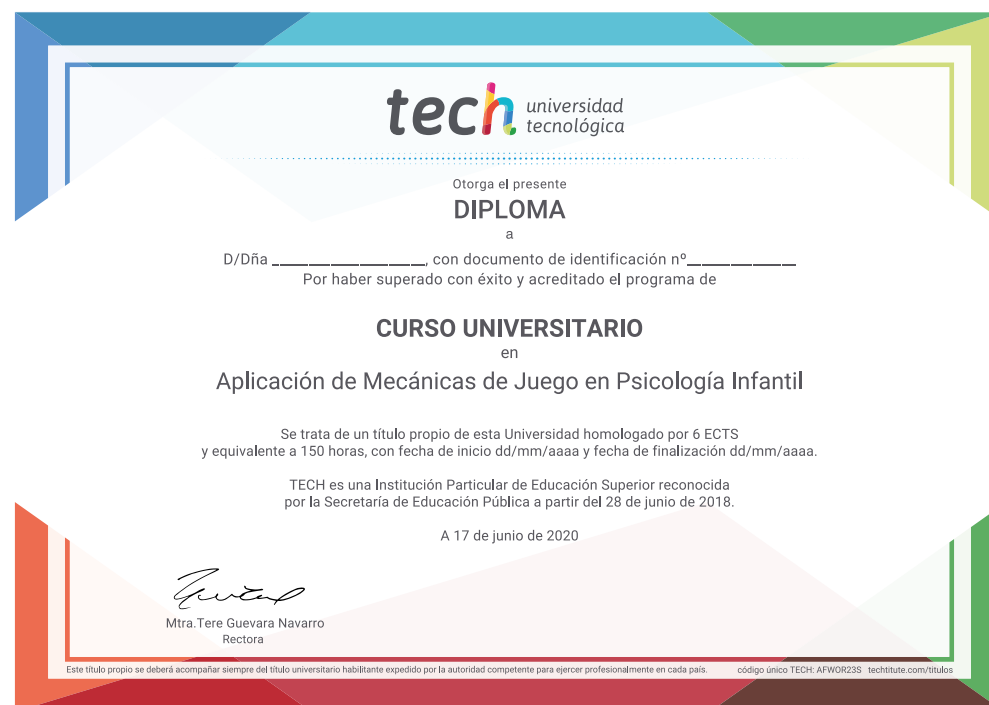 tech universidad
tecnológica
Otorga el presente
DIPLOMA
a
D/Dña ____________________, con documento de identificación nº______________
Por haber superado con éxito y acreditado el programa de
CURSO UNIVERSITARIO
en
Aplicación de Mecánicas de Juego en Psicología Infantil
Se trata de un título propio de esta Universidad homologado por 6 ECTS
y equivalente a 150 horas, con fecha de inicio dd/mm/aaaa y fecha de finalización dd/mm/aaaa.
TECH es una Institución Particular de Educación Superior reconocida
por la Secretaría de Educación Pública a partir del 28 de junio de 2018.
A 17 de junio de 2020
Mtra.Tere Guevara Navarro
Rectora
Este título propio se deberá acompañar siempre del título universitario habilitante expedido por la autoridad competente para ejercer profesionalmente en cada país. código único TECH: AFWOR23S techtitute.com/titulos